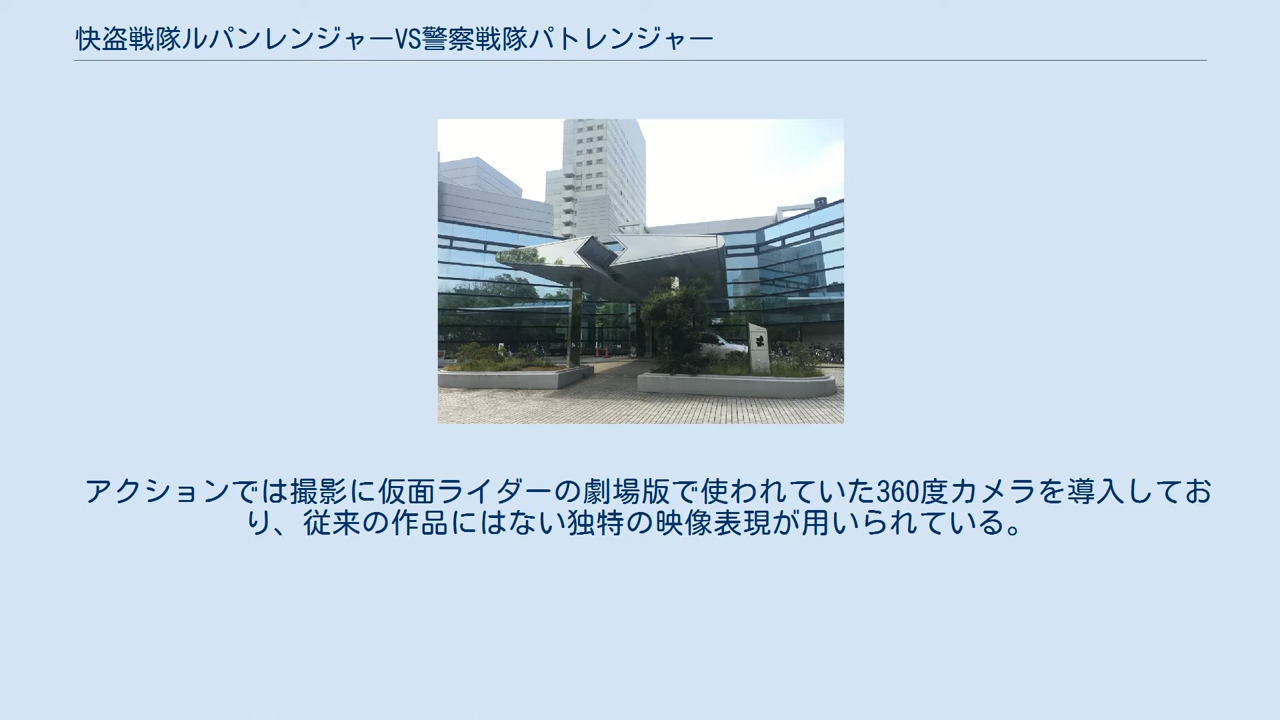 快盗戦隊ルパンレンジャーVS警察戦隊パトレンジャー
アクションでは撮影に仮面ライダーの劇場版で使われていた360度カメラを導入してお
り、従来の作品にはない独特の映像表現が用いられている。